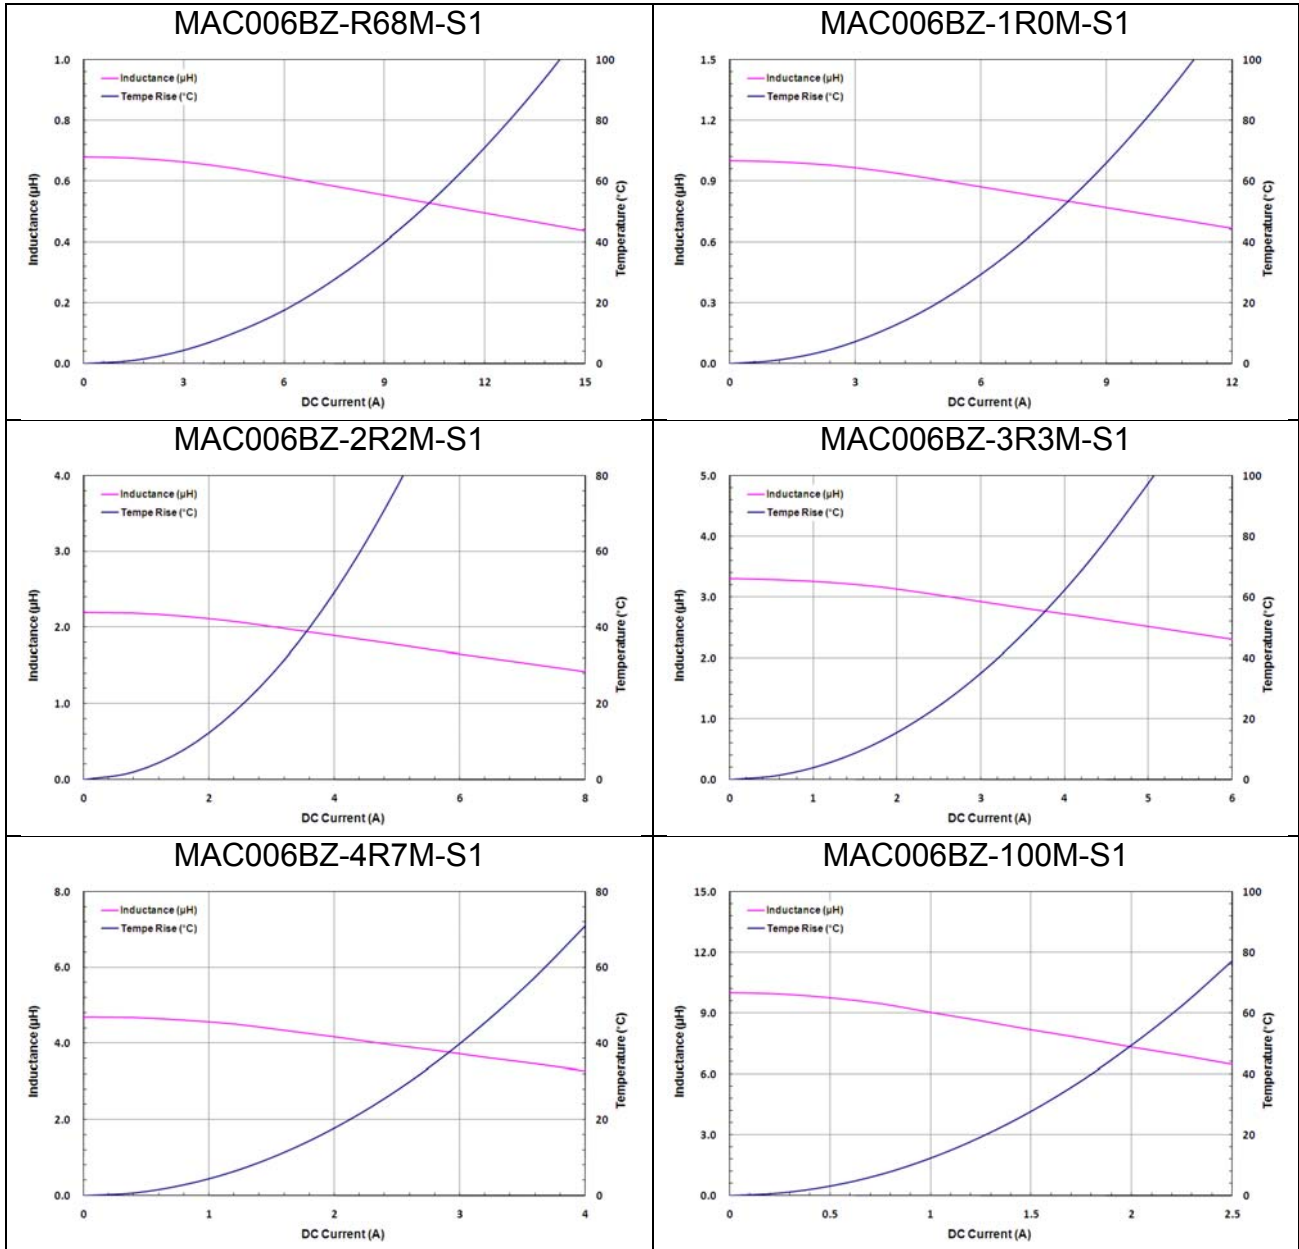 MAC006BZ-R68M-S1
Inductance (µH)
Tempe Rise (°C)
1.0
0.8
0.6
0.4
0.2
0.0
Inductance (µH)
100
80
60
40
20
0
Temperature (°C)
0 3 6 9 12 15
DC Current (A)
MAC006BZ-1R0M-S1
Inductance (µH)
Tempe Rise (°C)
1.5
1.2
0.9
0.6
0.3
0.0
Inductance (µH)
100
80
60
40
20
0
Temperature (°C)
0 3 6 9 12
DC Current (A)
MAC006BZ-2R2M-S1
Inductance (µH)
Tempe Rise (°C)
4.0
3.0
2.0
1.0
0.0
Inductance (µH)
80
60
40
20
0
Temperature (°C)
0 2 4 6 8
DC Current (A)
MAC006BZ-3R3M-S1
Inductance (µH)
Tempe Rise (°C)
5.0
4.0
3.0
2.0
1.0
0.0
Inductance (µH)
100
80
60
40
20
0
Temperature (°C)
0 1 2 3 4 5 6
DC Current (A)
MAC006BZ-4R7M-S1
Inductance (µH)
Tempe Rise (°C)
8.0
6.0
4.0
2.0
0.0
Inductance (µH)
80
60
40
20
0
Temperature (°C)
0 1 2 3 4
DC Current (A)
MAC006BZ-100M-S1
Inductance (µH)
Tempe Rise (°C)
15.0
12.0
9.0
6.0
3.0
0.0
Inductance (µH)
100
80
60
40
20
0
Temperature (°C)
0 0.5 1 1.5 2 2.5
DC Current (A)